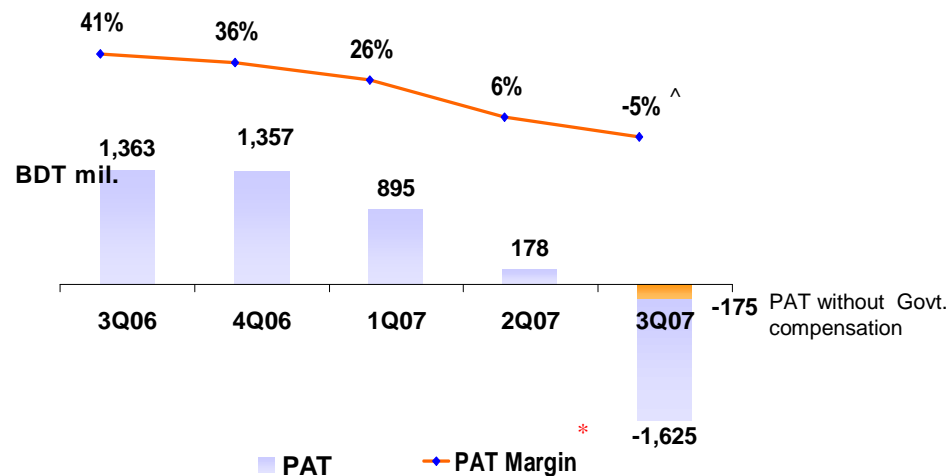 41%
36%
26%
6%
-5% ^
1,363
1,357
BDT mil.
895
178
-175
PAT without Govt.
compensation
3Q06
4Q06
1Q07
2Q07
3Q07
*
-1,625
PAT
PAT Margin